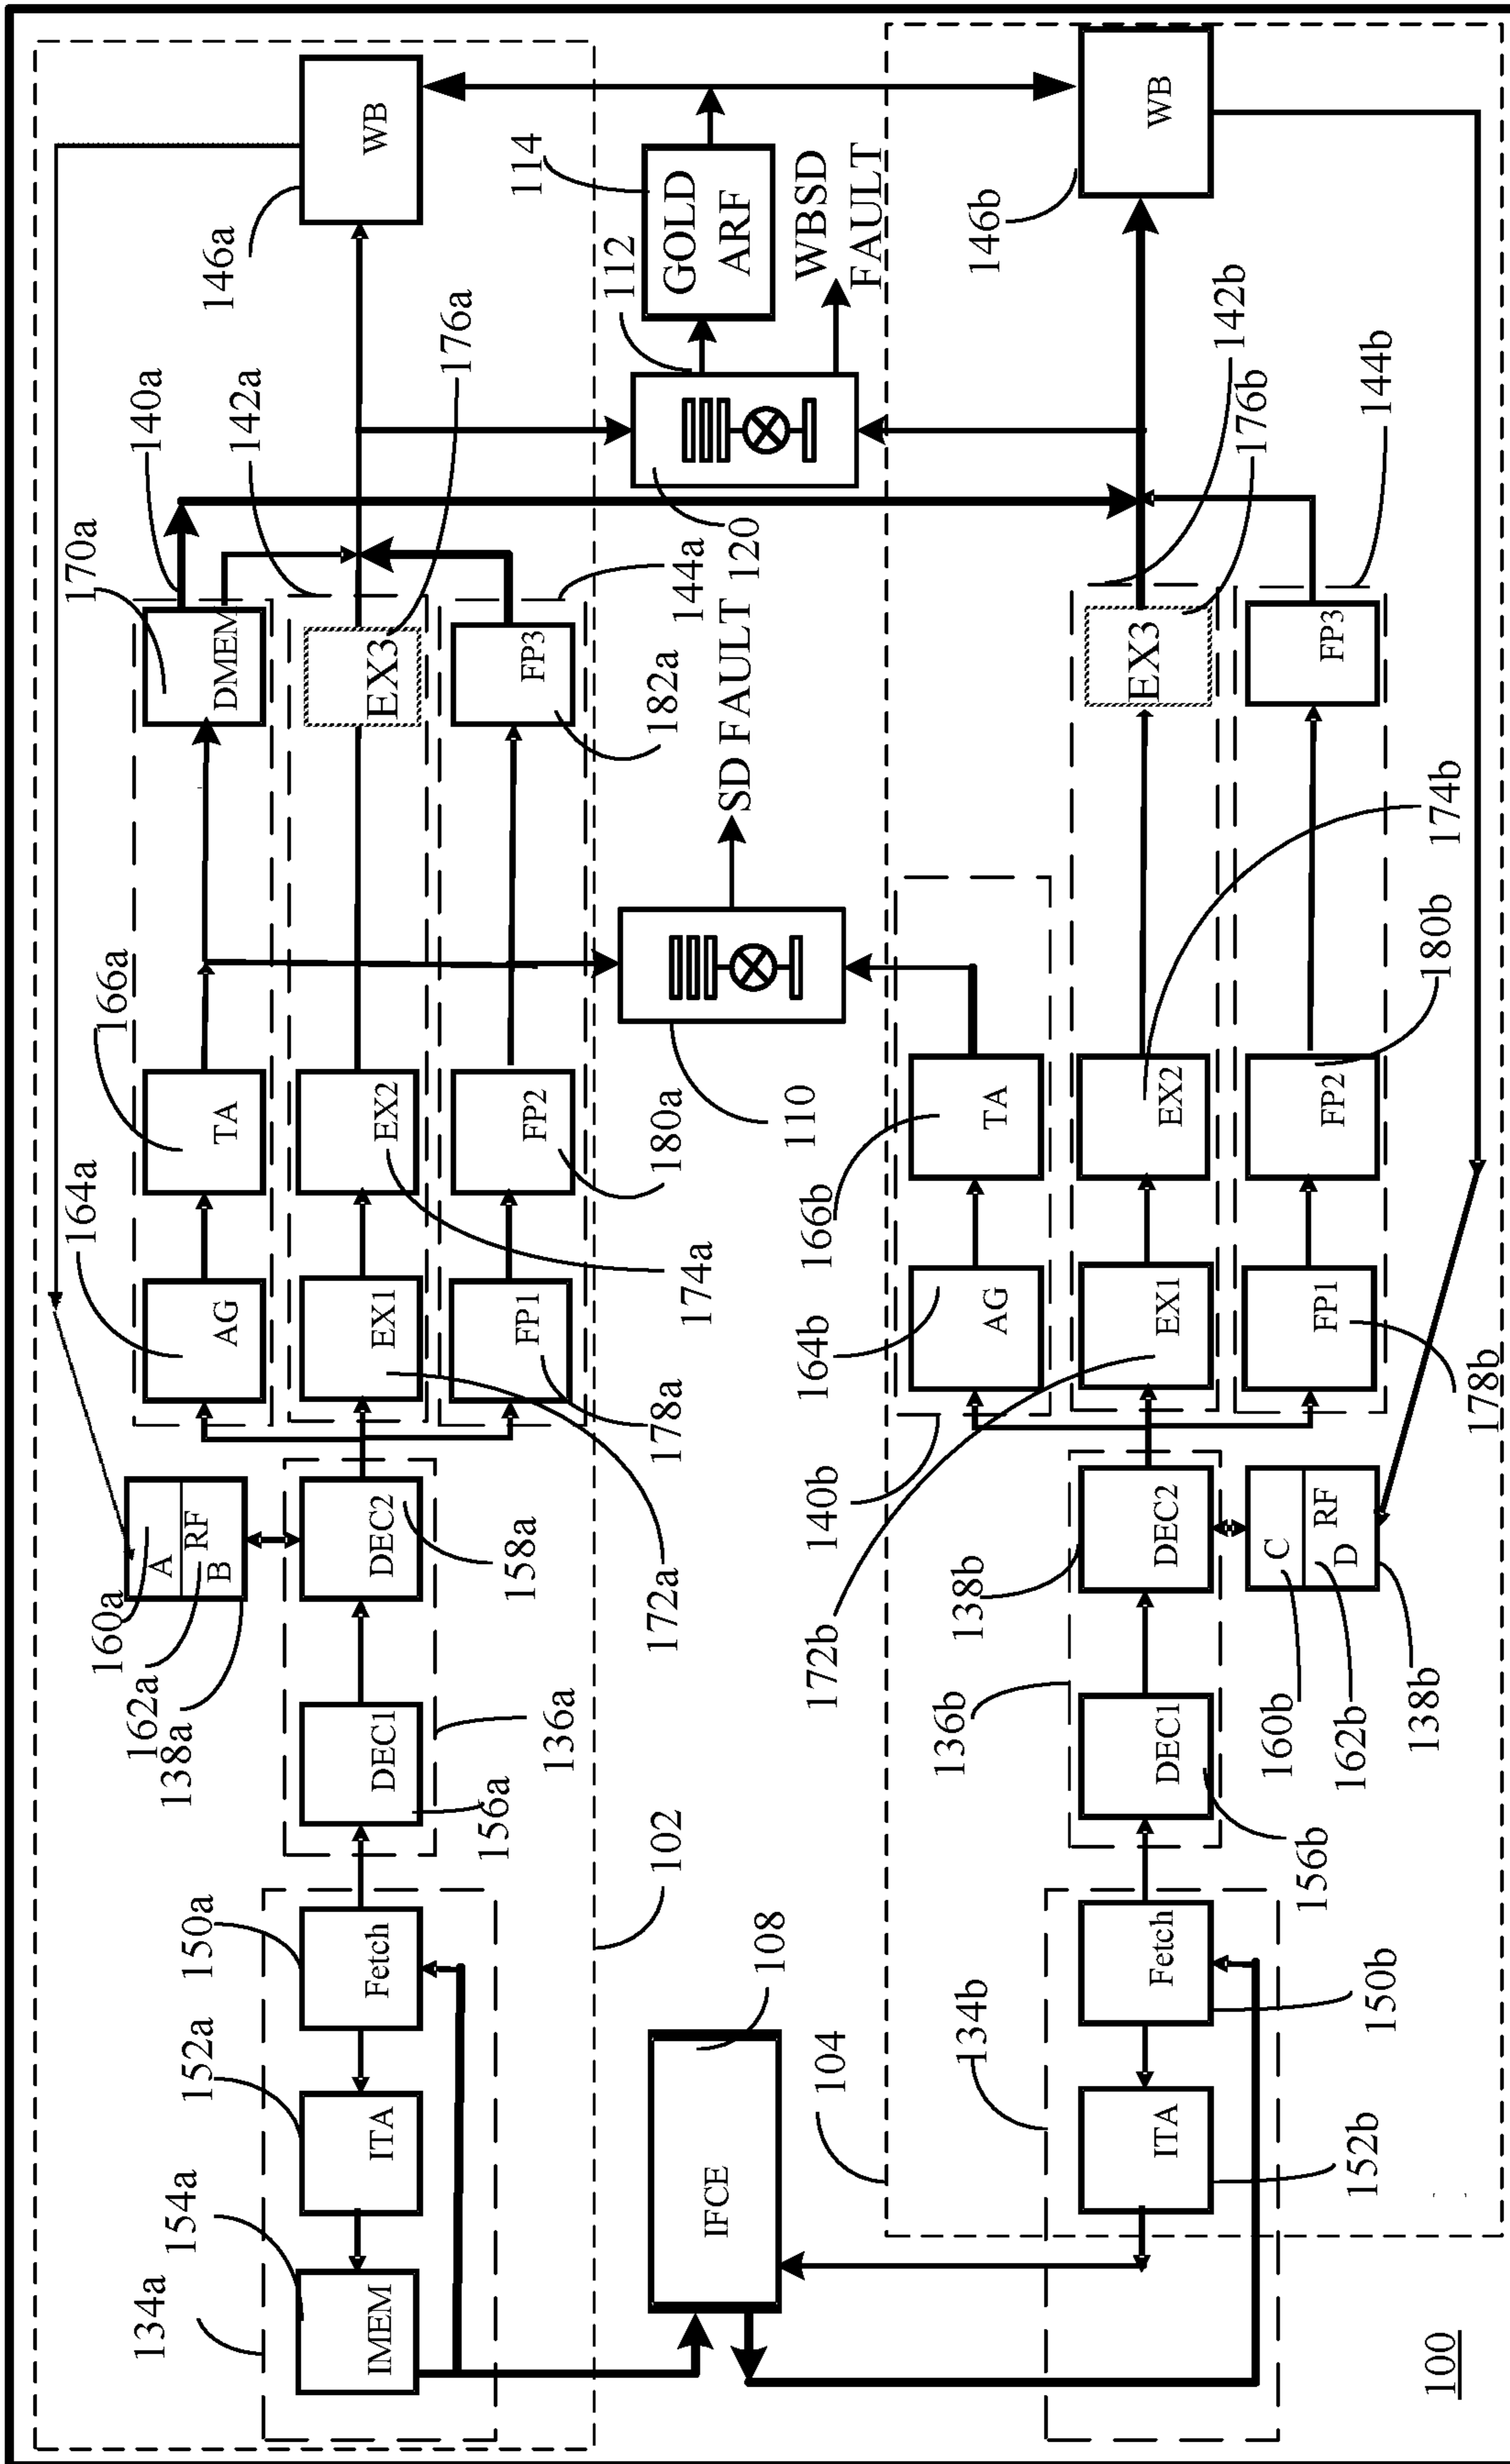 134a
154a
152a
150a
IMEM
ITA
Fetch
156a
DEC1
136a
DEC2
158a
160a
162a
138a
A
RF
B
164a
AG
166a
TA
170a
DMEM
140a
EX1
172a
EX2
174a
EX3
142a
176a
FP1
178a
FP2
180a
FP3
182a
144a
146a
WB
102
IFCE
108
110
SD FAULT
120
112
114
GOLD
ARF
WBSD
FAULT
104
134b
ITA
152b
Fetch
150b
136b
DEC1
156b
138b
DEC2
C
RF
D
160b
162b
138b
140b
164b
AG
166b
TA
172b
EX1
EX2
174b
EX3
142b
176b
FP1
178b
FP2
180b
FP3
144b
146b
WB
100